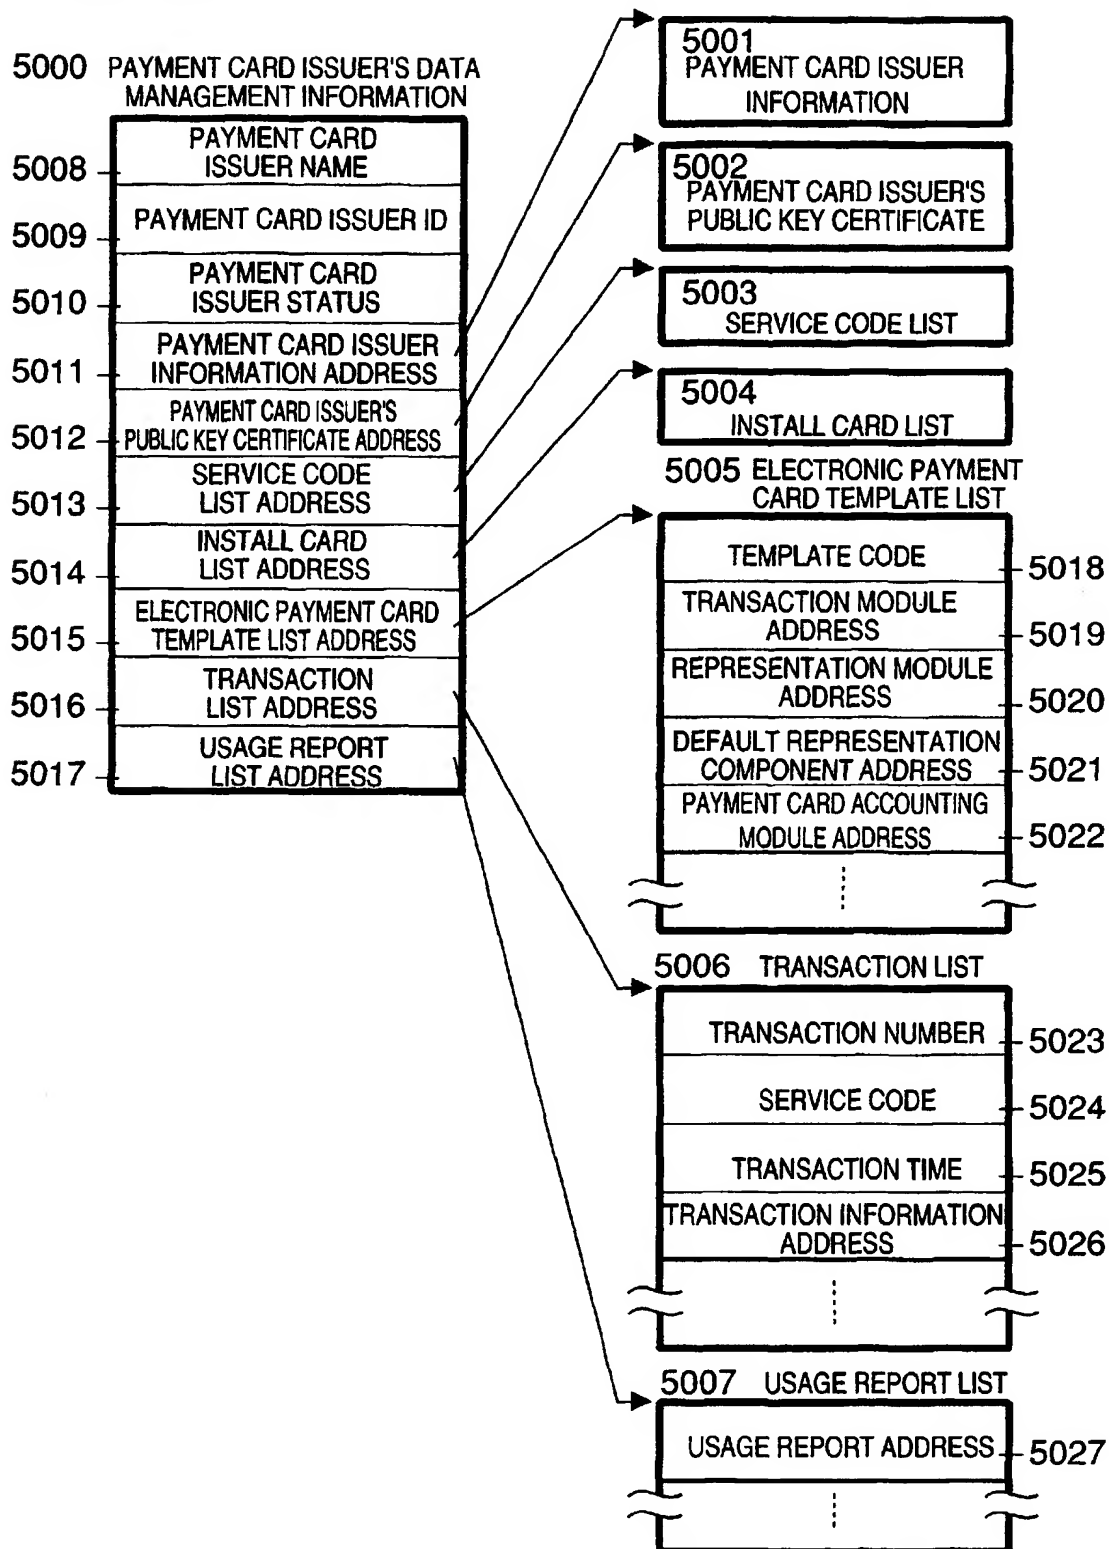 5000 PAYMENT CARD ISSUER'S DATA
MANAGEMENT INFORMATION
PAYMENT CARD
ISSUER NAME
5008
PAYMENT CARD ISSUER ID
5009
PAYMENT CARD
ISSUER STATUS
5010
PAYMENT CARD ISSUER
INFORMATION ADDRESS
5011
PAYMENT CARD ISSUER'S
PUBLIC KEY CERTIFICATE ADDRESS
5012
SERVICE CODE
LIST ADDRESS
5013
INSTALL CARD
LIST ADDRESS
5014
ELECTRONIC PAYMENT CARD
TEMPLATE LIST ADDRESS
5015
TRANSACTION
LIST ADDRESS
5016
USAGE REPORT
LIST ADDRESS
5017
5001
PAYMENT CARD ISSUER
INFORMATION
5002
PAYMENT CARD ISSUER'S
PUBLIC KEY CERTIFICATE
5003
SERVICE CODE LIST
5004
INSTALL CARD LIST
5005 ELECTRONIC PAYMENT
CARD TEMPLATE LIST
TEMPLATE CODE
5018
TRANSACTION MODULE
ADDRESS
5019
REPRESENTATION MODULE
ADDRESS
5020
DEFAULT REPRESENTATION
COMPONENT ADDRESS
5021
PAYMENT CARD ACCOUNTING
MODULE ADDRESS
5022
5006 TRANSACTION LIST
TRANSACTION NUMBER
5023
SERVICE CODE
5024
TRANSACTION TIME
5025
TRANSACTION INFORMATION
ADDRESS
5026
5007 USAGE REPORT LIST
USAGE REPORT ADDRESS
5027